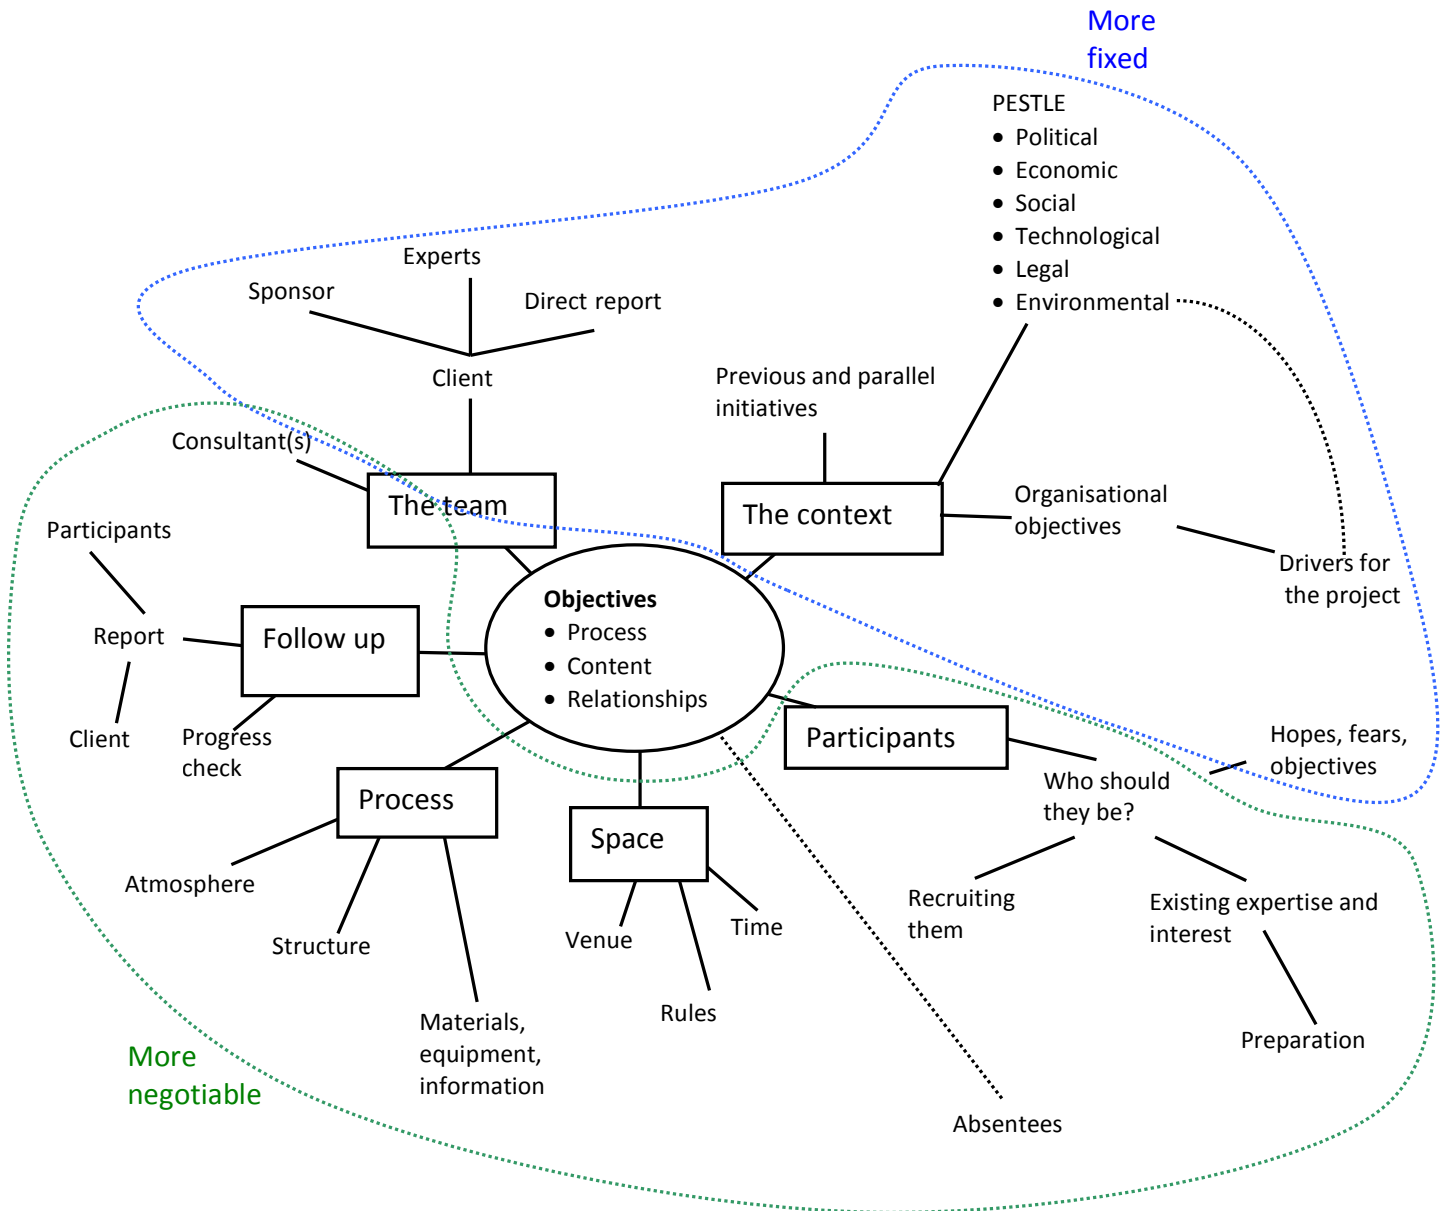 More
fixed
PESTLE
• Political
• Economic
• Social
• Technological
• Legal
• Environmental
Experts
Sponsor
Direct report
Client
Previous and parallel
initiatives
Consultant(s)
The team
The context
Organisational
objectives
Drivers for
the project
Participants
Report
Follow up
Client
Progress
check
Objectives
• Process
• Content
• Relationships
Participants
Hopes, fears,
objectives
Who should
they be?
Process
Space
Atmosphere
Structure
Materials,
equipment,
information
Venue
Rules
Time
Recruiting
them
Existing expertise and
interest
Preparation
Absentees
More
negotiable